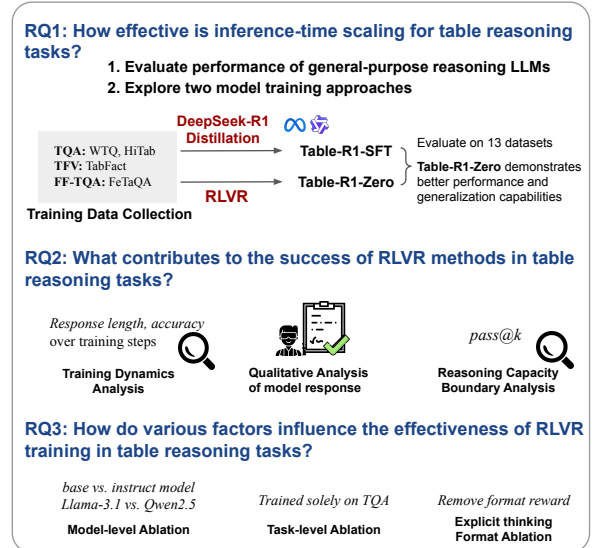 RQ1: How effective is inference-time scaling for table reasoning
tasks?
1. Evaluate performance of general-purpose reasoning LLMs
2. Explore two model training approaches
TQA: WTQ, HiTab
TFV: TabFact
FF-TQA: FeTaQA
Training Data Collection
DeepSeek-R1
Distillation
RLVR
Table-R1-SFT
Table-R1-Zero
Evaluate on 13 datasets
Table-R1-Zero demonstrates
better performance and
generalization capabilities
RQ2: What contributes to the success of RLVR methods in table
reasoning tasks?
Response length, accuracy
over training steps
Training Dynamics
Analysis
Qualitative Analysis
of model response
pass@k
Reasoning Capacity
Boundary Analysis
RQ3: How do various factors influence the effectiveness of RLVR
training in table reasoning tasks?
base vs. instruct model
Llama-3.1 vs. Qwen2.5
Model-level Ablation
Trained solely on TQA
Task-level Ablation
Remove format reward
Explicit thinking
Format Ablation